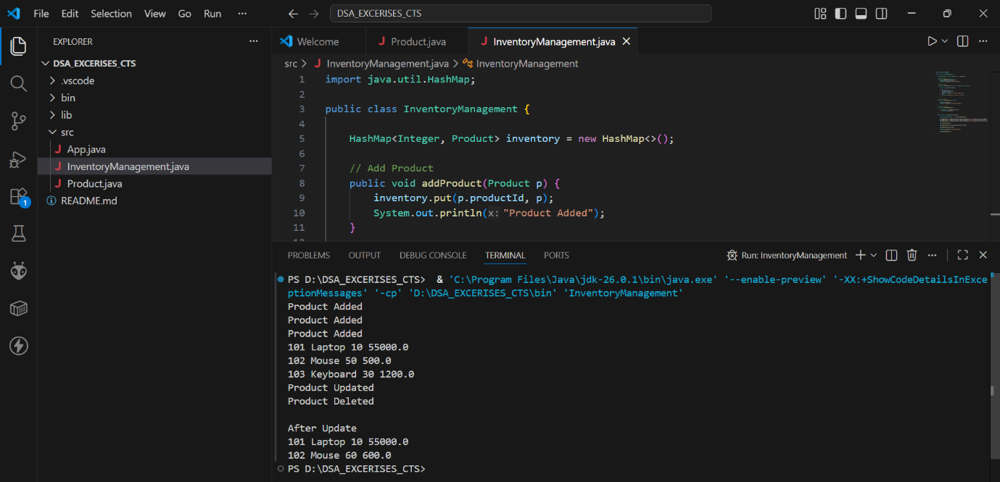 File Edit Selection View Go Run ···
DSA_EXCERISES_CTS
EXPLORER
DSA_EXCERISES_CTS
.vscode
bin
lib
src
J App.java
J InventoryManagement.java
J Product.java
README.md
1
Welcome
J Product.java
J InventoryManagement.java
src > J InventoryManagement.java > InventoryManagement
1 import java.util.HashMap;
2
3 public class InventoryManagement {
4
5 HashMap<Integer, Product> inventory = new HashMap<>();
6
7 // Add Product
8 public void addProduct(Product p) {
9 inventory.put(p.productId, p);
10 System.out.println(x: "Product Added");
11 }
12
PROBLEMS OUTPUT DEBUG CONSOLE TERMINAL PORTS
Run: InventoryManagement
PS D:\DSA_EXCERISES_CTS> & 'C:\Program Files\Java\jdk-26.0.1\bin\java.exe' '--enable-preview' '-XX:+ShowCodeDetailsInExce
ptionMessages' '-cp' 'D:\DSA_EXCERISES_CTS\bin' 'InventoryManagement'
Product Added
Product Added
Product Added
101 Laptop 10 55000.0
102 Mouse 50 500.0
103 Keyboard 30 1200.0
Product Updated
Product Deleted
After Update
101 Laptop 10 55000.0
102 Mouse 60 600.0
PS D:\DSA_EXCERISES_CTS>